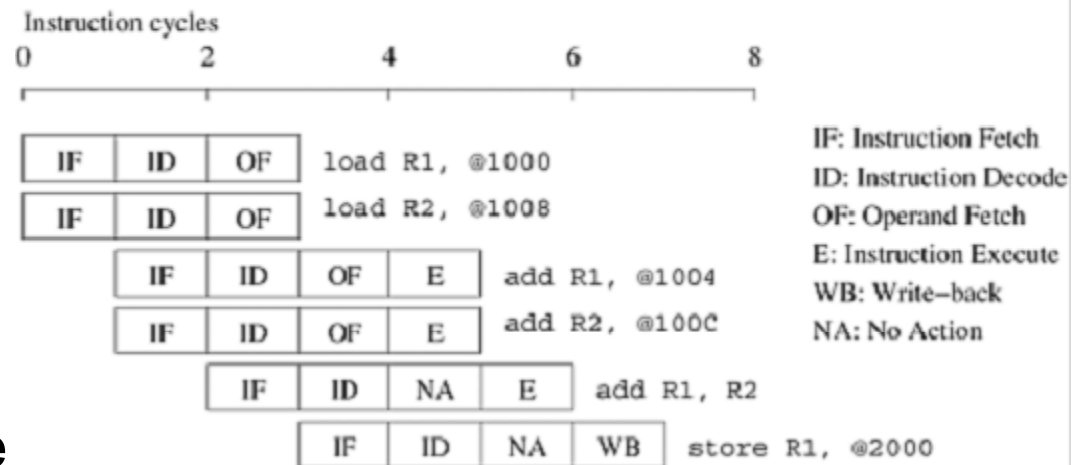 Instruction cycles
0 2 4 6 8
IF ID OF load R1, @1000
IF ID OF load R2, @1008
IF ID OF E add R1, @1004
IF ID OF E add R2, @100C
IF ID NA E add R1, R2
IF ID NA WB store R1, @2000
IF: Instruction Fetch
ID: Instruction Decode
OF: Operand Fetch
E: Instruction Execute
WB: Write-back
NA: No Action
e